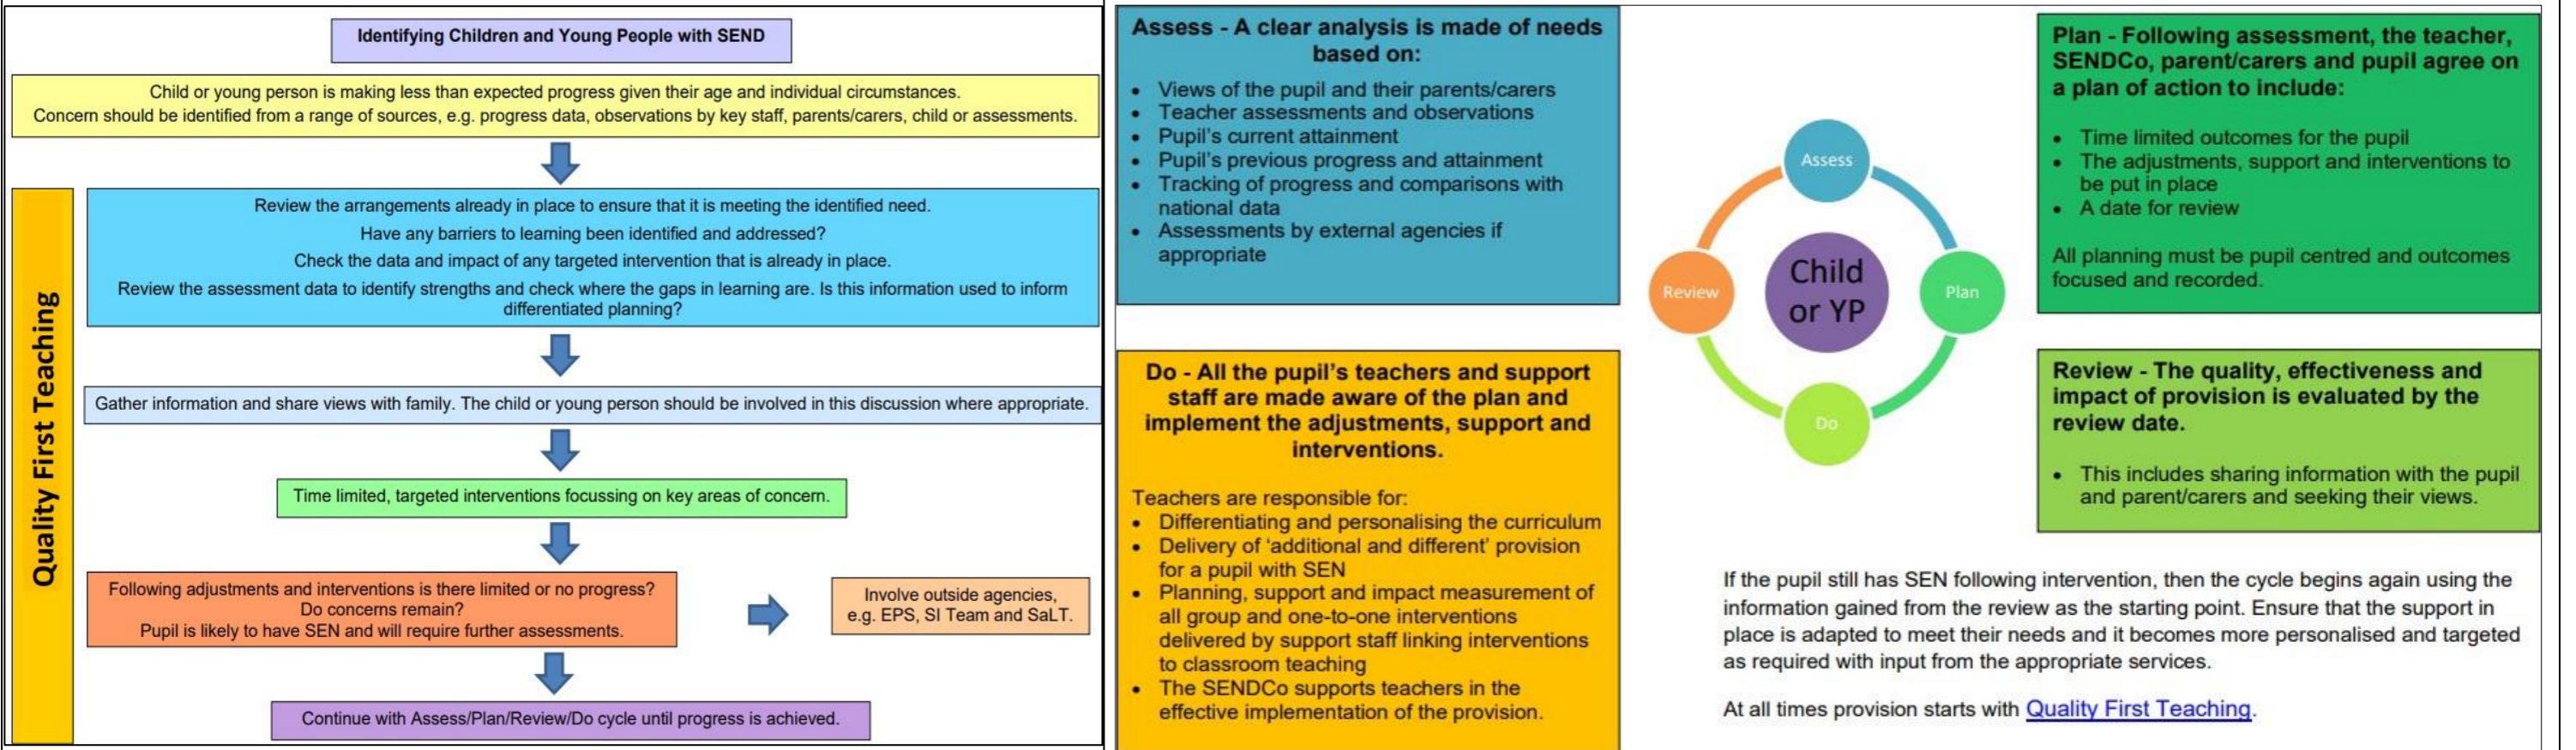 Identifying Children and Young People with SEND
Child or young person is making less than expected progress given their age and individual circumstances.
Concern should be identified from a range of sources, e.g. progress data, observations by key staff, parents/carers, child or assessments.
Quality First Teaching
Review the arrangements already in place to ensure that it is meeting the identified need.
Have any barriers to learning been identified and addressed?
Check the data and impact of any targeted intervention that is already in place.
Review the assessment data to identify strengths and check where the gaps in learning are. Is this information used to inform
differentiated planning?
Gather information and share views with family. The child or young person should be involved in this discussion where appropriate.
Time limited, targeted interventions focussing on key areas of concern.
Following adjustments and interventions is there limited or no progress?
Do concerns remain?
Pupil is likely to have SEN and will require further assessments.
Involve outside agencies,
e.g. EPS, SI Team and SaLT.
Continue with Assess/Plan/Review/Do cycle until progress is achieved.
Assess - A clear analysis is made of needs
based on:
• Views of the pupil and their parents/carers
• Teacher assessments and observations
• Pupil's current attainment
• Pupil's previous progress and attainment
• Tracking of progress and comparisons with
national data
• Assessments by external agencies if
appropriate
Do - All the pupil's teachers and support
staff are made aware of the plan and
implement the adjustments, support and
interventions.
Teachers are responsible for:
• Differentiating and personalising the curriculum
• Delivery of 'additional and different' provision
for a pupil with SEN
• Planning, support and impact measurement of
all group and one-to-one interventions
delivered by support staff linking interventions
to classroom teaching
• The SENDCo supports teachers in the
effective implementation of the provision.
Assess
Plan
Do
Review
Child
or YP
Plan - Following assessment, the teacher,
SENDCo, parent/carers and pupil agree on
a plan of action to include:
• Time limited outcomes for the pupil
• The adjustments, support and interventions to
be put in place
• A date for review
All planning must be pupil centred and outcomes
focused and recorded.
Review - The quality, effectiveness and
impact of provision is evaluated by the
review date.
• This includes sharing information with the pupil
and parent/carers and seeking their views.
If the pupil still has SEN following intervention, then the cycle begins again using the
information gained from the review as the starting point. Ensure that the support in
place is adapted to meet their needs and it becomes more personalised and targeted
as required with input from the appropriate services.
At all times provision starts with Quality First Teaching.